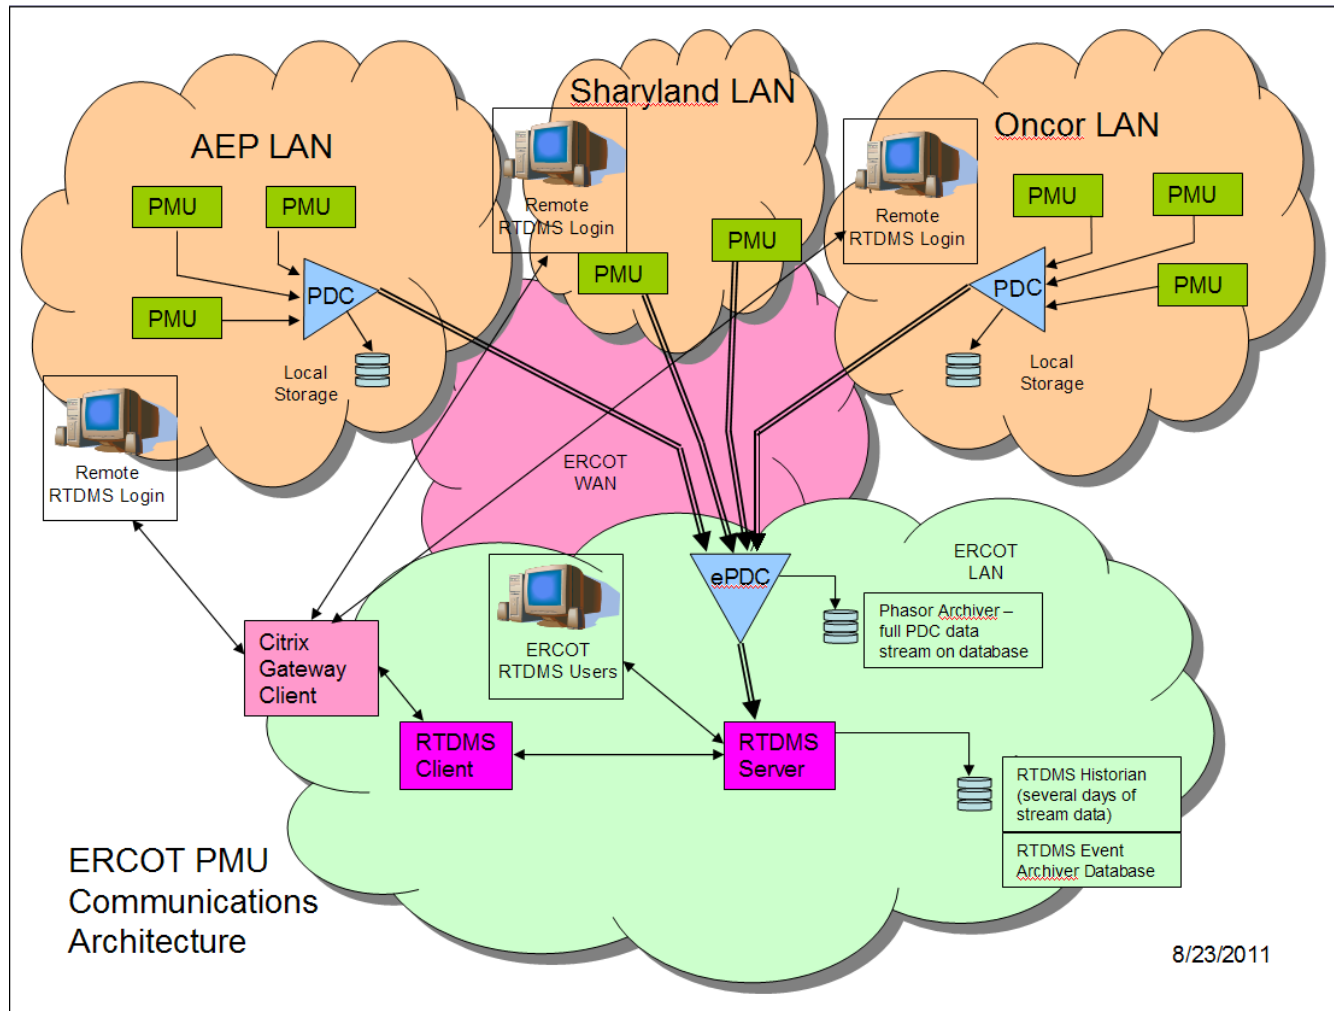 Sharyland LAN
AEP LAN
Oncor LAN
PMU
PMU
PMU
PDC
Local
Storage
Remote
RTDMS Login
Remote
RTDMS Login
PMU
PMU
Remote
RTDMS Login
PMU
PMU
PMU
PDC
Local
Storage
ERCOT
WAN
ERCOT
LAN
ePDC
Phasor Archiver –
full PDC data
stream on database
ERCOT
RTDMS Users
Citrix
Gateway
Client
RTDMS
Client
RTDMS
Server
RTDMS Historian
(several days of
stream data)
RTDMS Event
Archiver Database
ERCOT PMU
Communications
Architecture
8/23/2011